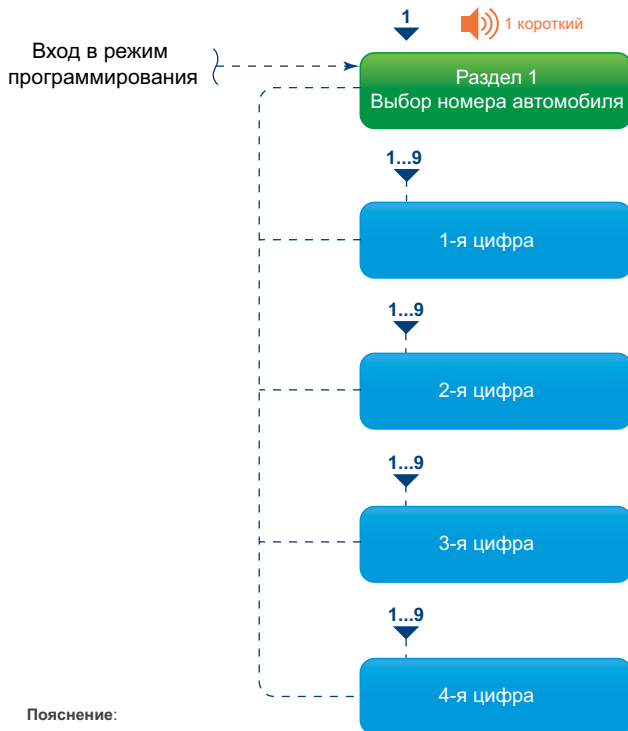 1
1 короткий
Вход в режим
программирования
Раздел 1
Выбор номера автомобиля
1...9
1-я цифра
1...9
2-я цифра
1...9
3-я цифра
1...9
4-я цифра
Пояснение: